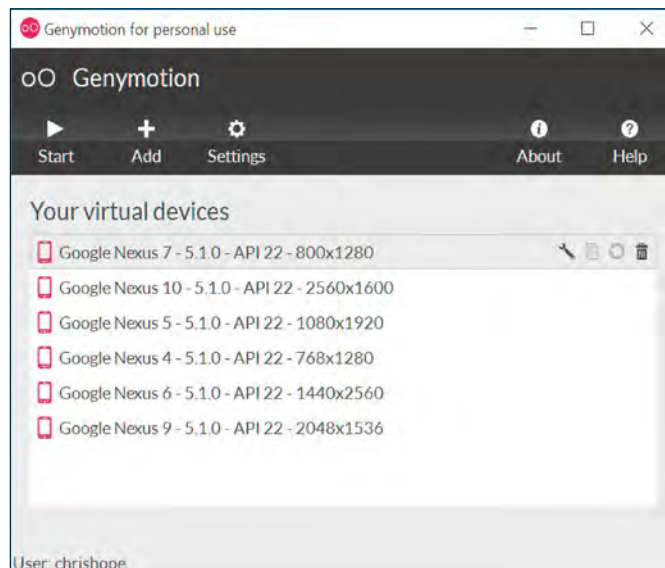 Genymotion for personal use
Genymotion
Start Add Settings About Help
Your virtual devices
Google Nexus 7 - 5.1.0 - API 22 - 800x1280
Google Nexus 10 - 5.1.0 - API 22 - 2560x1600
Google Nexus 5 - 5.1.0 - API 22 - 1080x1920
Google Nexus 4 - 5.1.0 - API 22 - 768x1280
Google Nexus 6 - 5.1.0 - API 22 - 1440x2560
Google Nexus 9 - 5.1.0 - API 22 - 2048x1536
User: chrishope